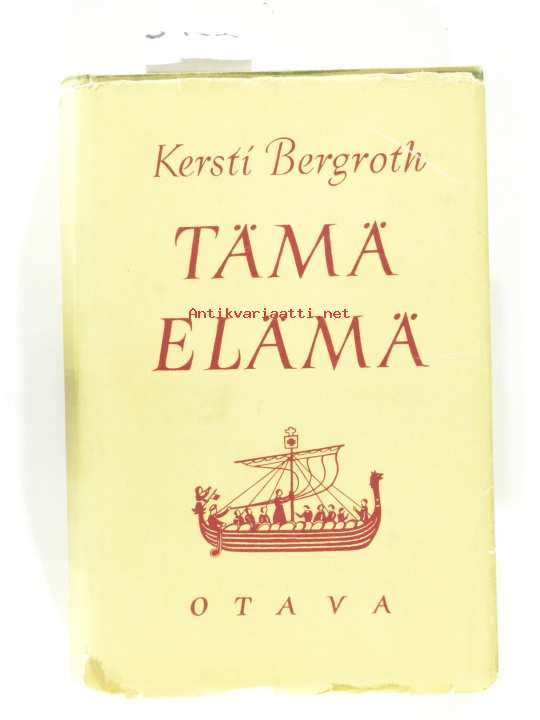 Kersti Bergroth
TÄMÄ
Antikvariaatti.net
ELÄMÄ
OTAVA